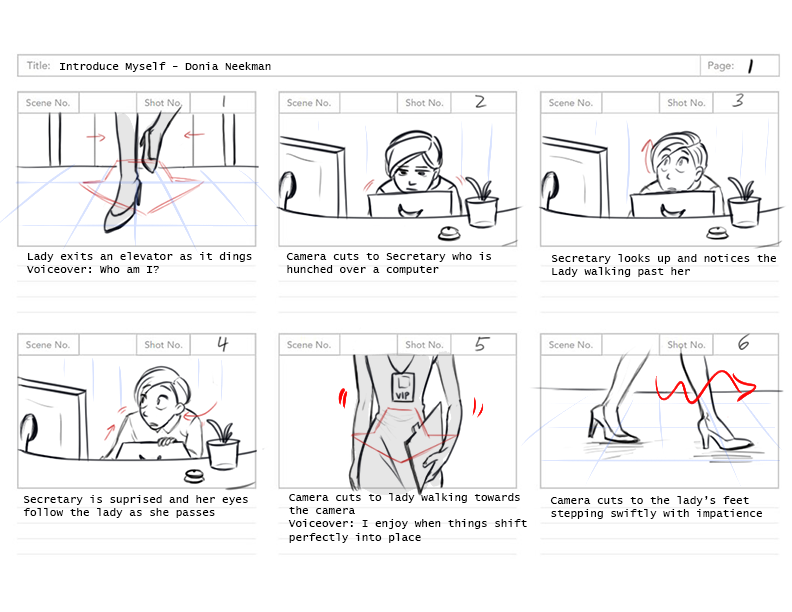 Title: Introduce Myself - Donia Neekman Page: 1
Scene No. Shot No. 1
Scene No. Shot No. 2
Scene No. Shot No. 3
Lady exits an elevator as it dings
Voiceover: Who am I?
Camera cuts to Secretary who is
hunched over a computer
Secretary looks up and notices the
Lady walking past her
Scene No. Shot No. 4
Scene No. Shot No. 5
Scene No. Shot No. 6
VIP
Secretary is suprised and her eyes
follow the lady as she passes
Camera cuts to lady walking towards
the camera
Voiceover: I enjoy when things shift
perfectly into place
Camera cuts to the lady's feet
stepping swiftly with impatience